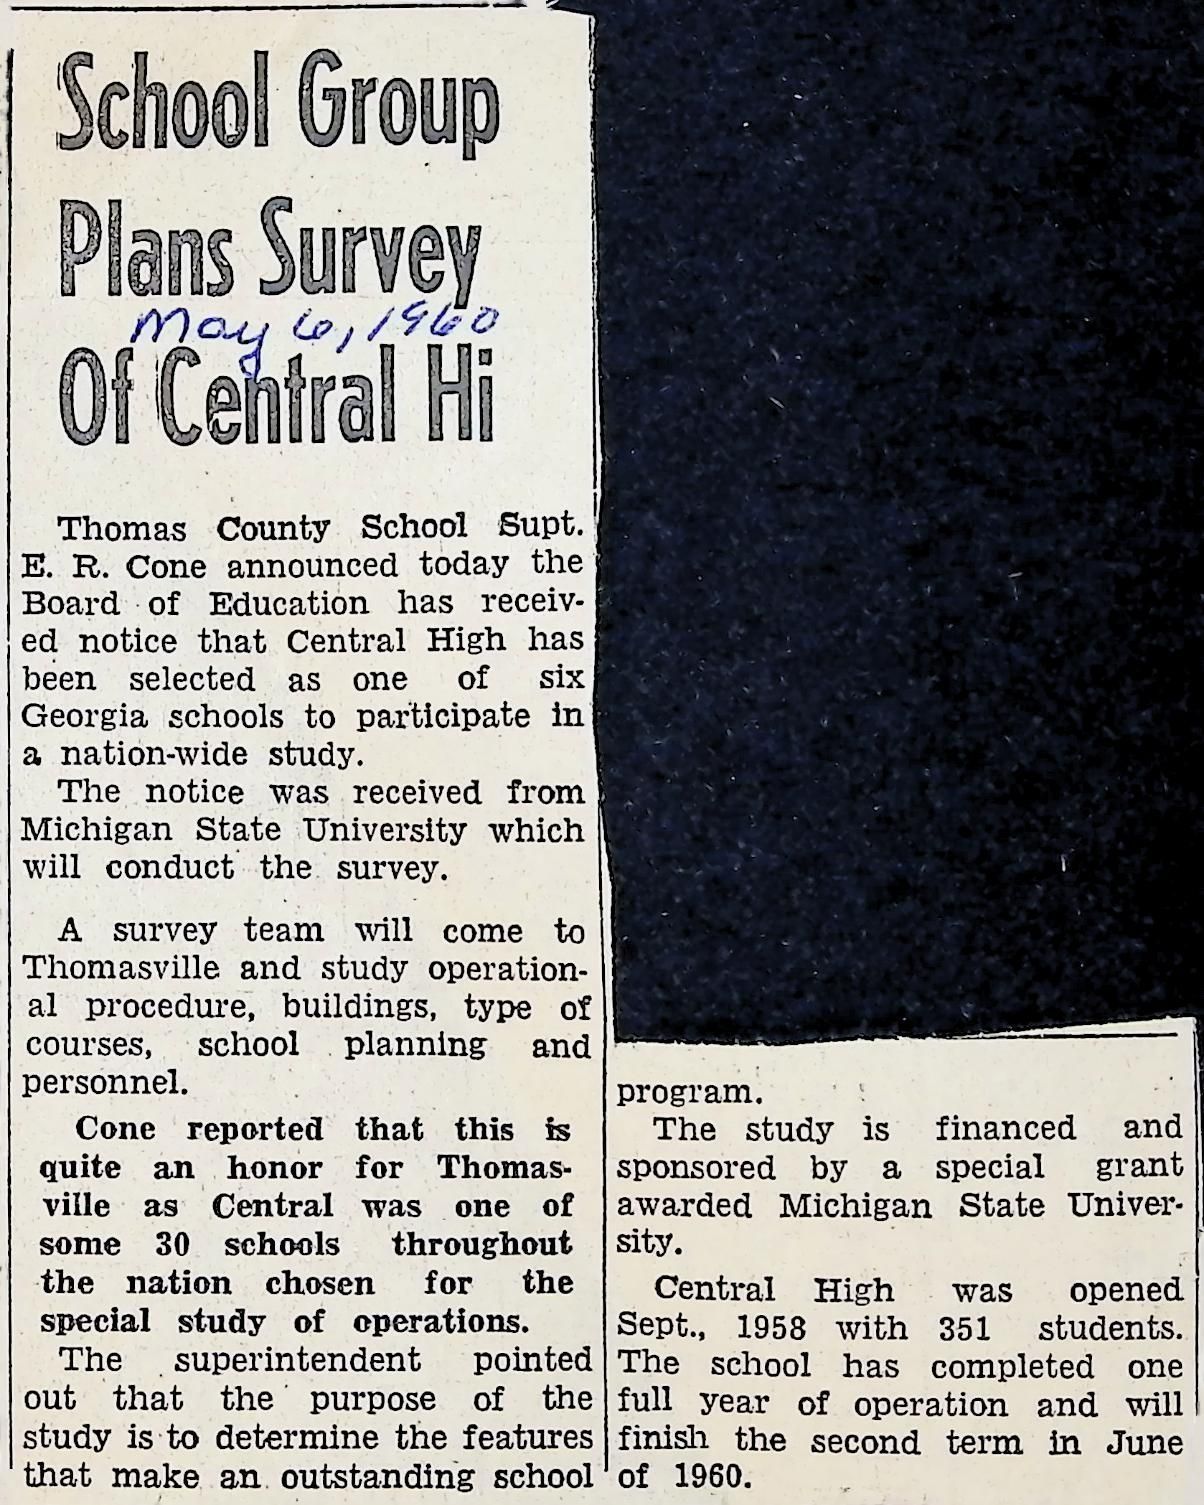 School Group
Plans Survey
May 6, 1960
Of Central Hi
Thomas County School Supt.
E. R. Cone announced today the
Board of Education has receiv-
ed notice that Central High has
been selected as one of six
Georgia schools to participate in
a nation-wide study.
The notice was received from
Michigan State University which
will conduct the survey.
A survey team will come to
Thomasville and study operation-
al procedure, buildings, type of
courses, school planning and
personnel.
Cone reported that this is
quite an honor for Thomas-
ville as Central was one of
some 30 schools throughout
the nation chosen for the
special study of operations.
The superintendent pointed
out that the purpose of the
study is to determine the features
that make an outstanding school
program.
The study is financed and
sponsored by a special grant
awarded Michigan State Univer-
sity.
Central High was opened
Sept., 1958 with 351 students.
The school has completed one
full year of operation and will
finish the second term in June
of 1960.